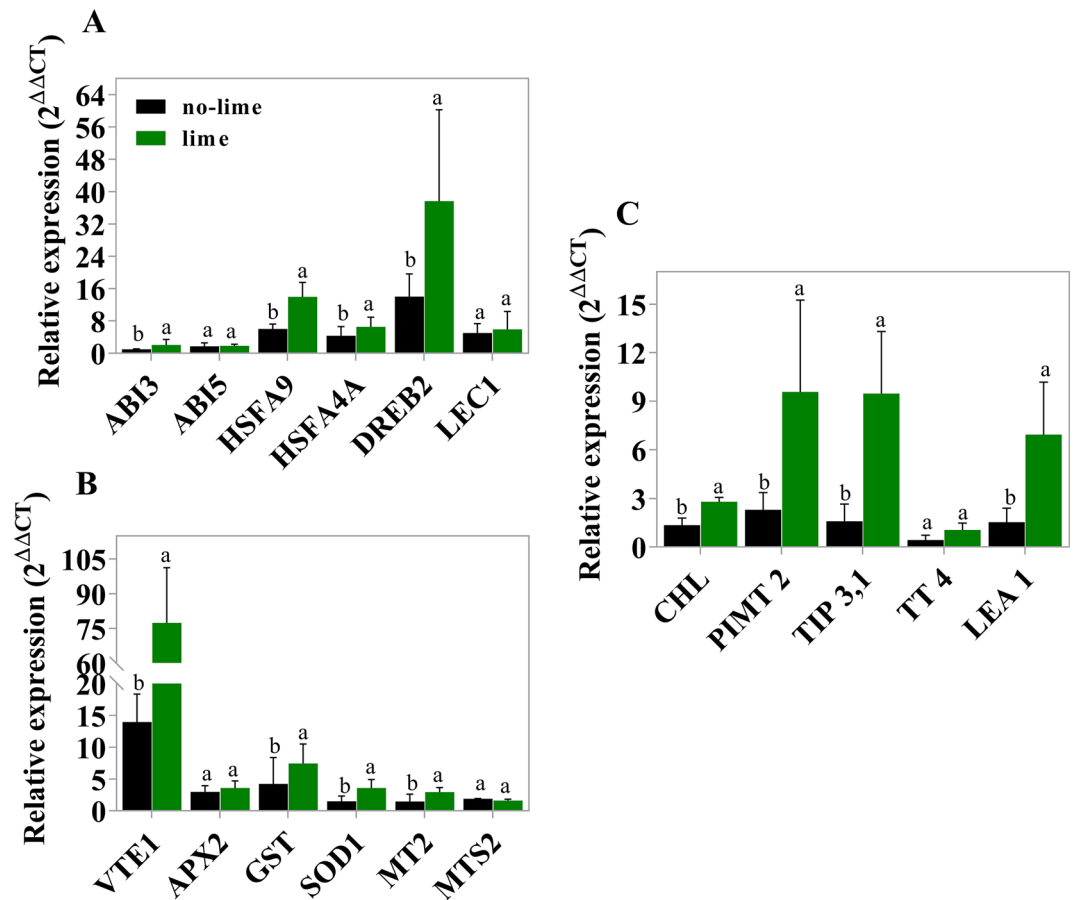 A
Relative expression (2^ΔΔCT)
64
56
48
40
32
24
16
8
0
no-lime
lime
b a a a b a b a b a a a
ABI3 ABI5 HSFA9 HSFA4A DREB2 LEC1
B
Relative expression (2^ΔΔCT)
105
90
75
60
20
15
10
5
0
b a a a b a b a b a a a
VTE1 APX2 GST SOD1 MT2 MTS2
C
Relative expression (2^ΔΔCT)
15
12
9
6
3
0
b a b a b a a a b a
CHL PIMT 2 TIP 3,1 TT 4 LEA 1